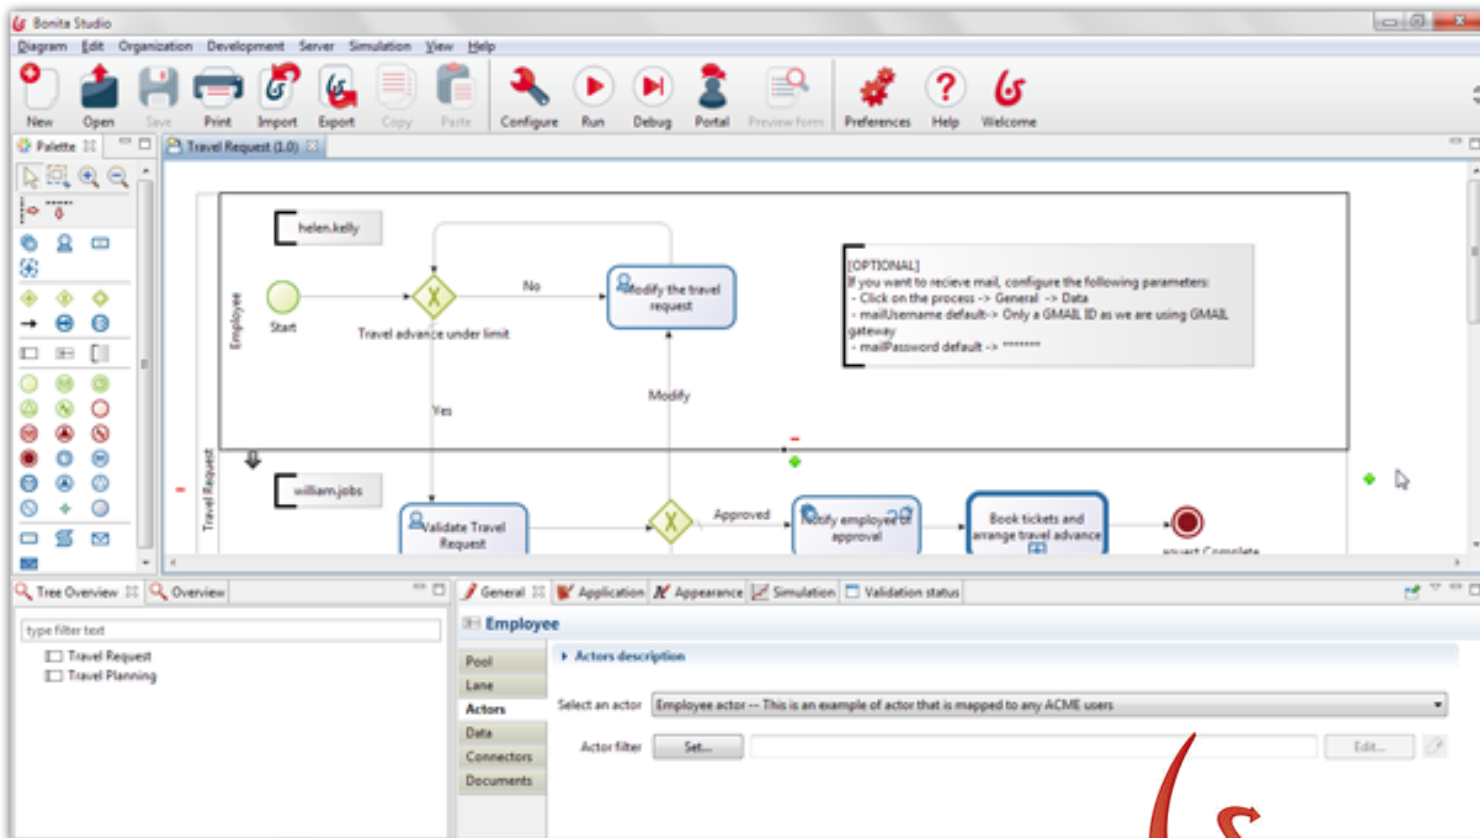 Bonita Studio
Diagram Edit Organization Development Server Simulation View Help
New Open Save Print Import Export Copy Paste Configure Run Debug Portal Preview form Preferences Help Welcome
Palette
Travel Request (1.0)
Employee
Travel Request
helen.kelly
Start
Travel advance under limit
No
Modify the travel
request
[OPTIONAL]
If you want to recieve mail, configure the following parameters:
- Click on the process -> General -> Data
- mailUsername default-> Only a GMAIL ID as we are using GMAIL
gateway
- mailPassword default -> ********
Yes
Modify
william.jobs
Validate Travel
Request
Approved
Notify employee of
approval
Book tickets and
arrange travel advance
Tree Overview Overview
type filter text
Travel Request
Travel Planning
General Application Appearance Simulation Validation status
Employee
Pool
Lane
Actors
Data
Connectors
Documents
Actors description
Select an actor Employee actor -- This is an example of actor that is mapped to any ACME users
Actor filter Set... Edit...